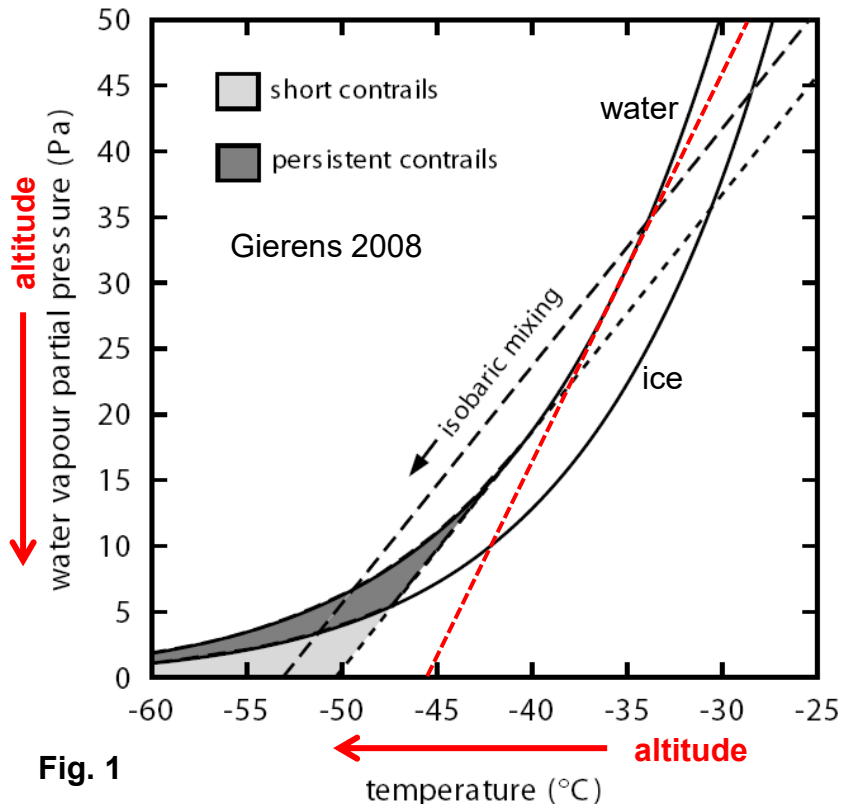 50
45
40
35
30
25
20
15
10
5
0
water vapour partial pressure (Pa)
altitude
short contrails
persistent contrails
Gierens 2008
water
ice
isobaric mixing
-60 -55 -50 -45 -40 -35 -30 -25
altitude
Fig. 1
temperature (°C)